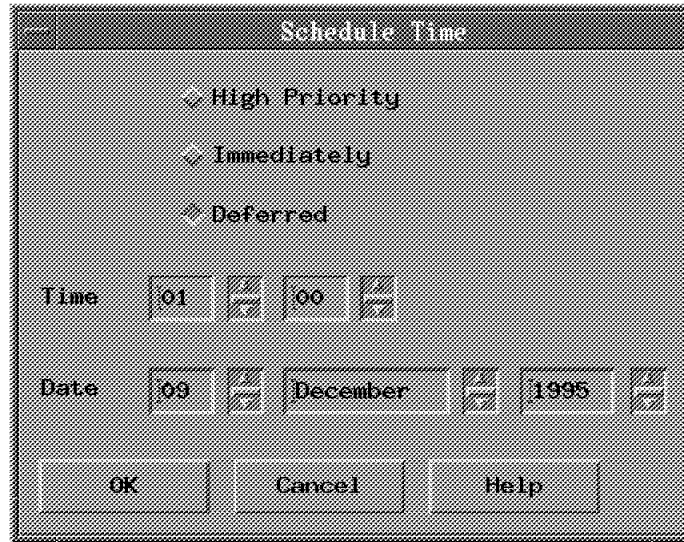 Schedule Time
High Priority
Immediately
Deferred
Time 01 00
Date 09 December 1995
OK Cancel Help